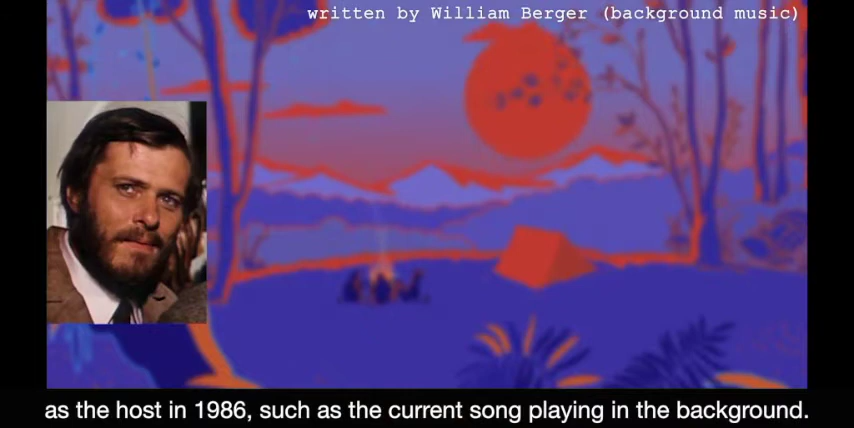 written by William Berger (background music)
as the host in 1986, such as the current song playing in the background.